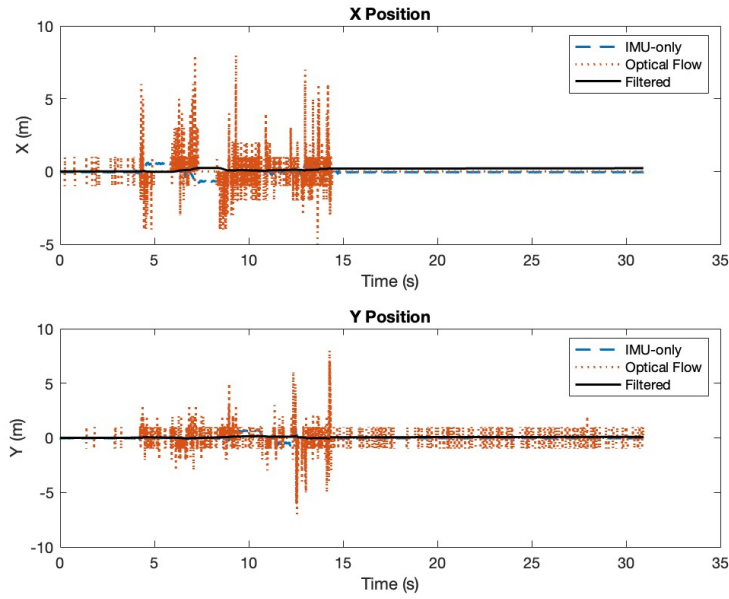 X Position
10
5
0
-5
X (m)
IMU-only
Optical Flow
Filtered
0 5 10 15 20 25 30 35
Time (s)
Y Position
10
5
0
-5
-10
Y (m)
IMU-only
Optical Flow
Filtered
0 5 10 15 20 25 30 35
Time (s)